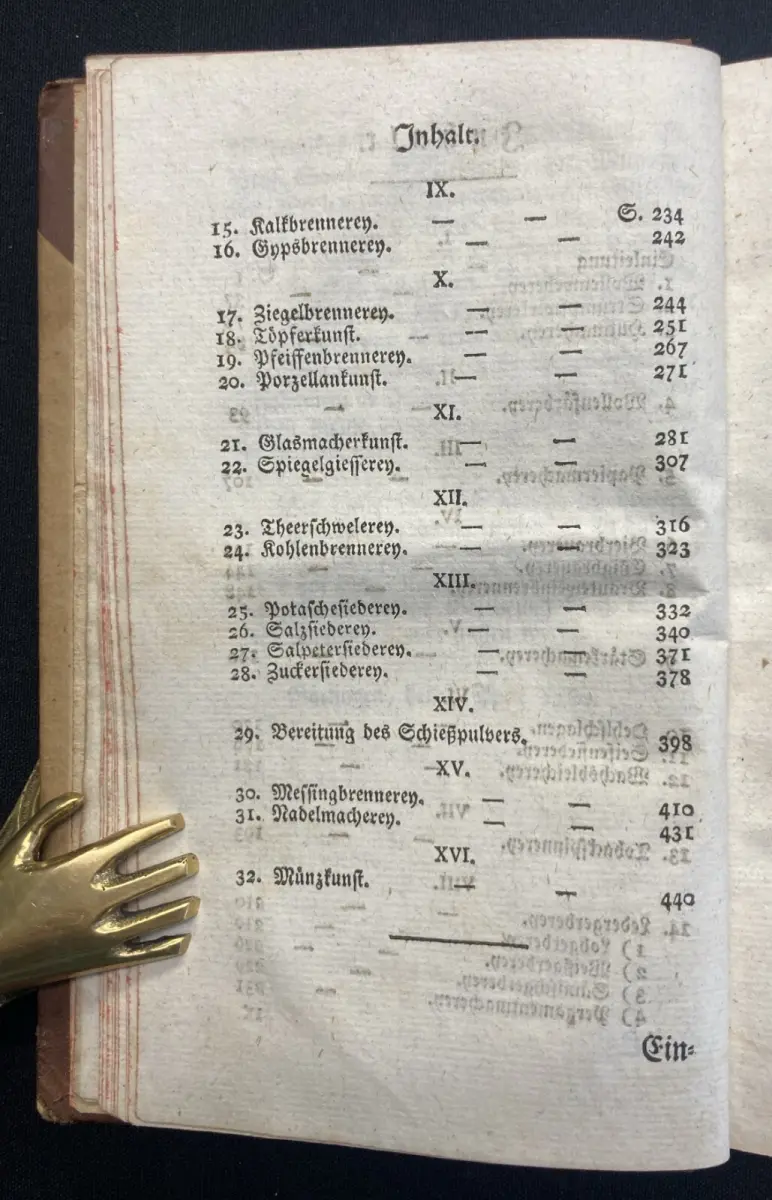 Inhalt.
IX.
15. Kalkbrennerey. — — S. 234
16. Gypsbrennerey. — — 242
X.
17. Ziegelbrennerey. — — 244
18. Töpferkunst. — — 251
19. Pfeiffenbrennerey. — — 267
20. Porzellankunst. — — 271
XI.
21. Glasmacherkunst. — — 281
22. Spiegelgiesserey. — — 307
XII.
23. Theerschwelerey. — — 316
24. Kohlenbrennerey. — — 323
XIII.
25. Potaschesiederey. — — 332
26. Salzsiederey. — — 340
27. Salpetersiederey. — — 371
28. Zuckersiederey. — — 378
XIV.
29. Bereitung des Schießpulvers. 398
XV.
30. Messingbrennerey. — — 410
31. Nadelmacherey. — — 431
XVI.
32. Münzkunst. — — 440
Ein-